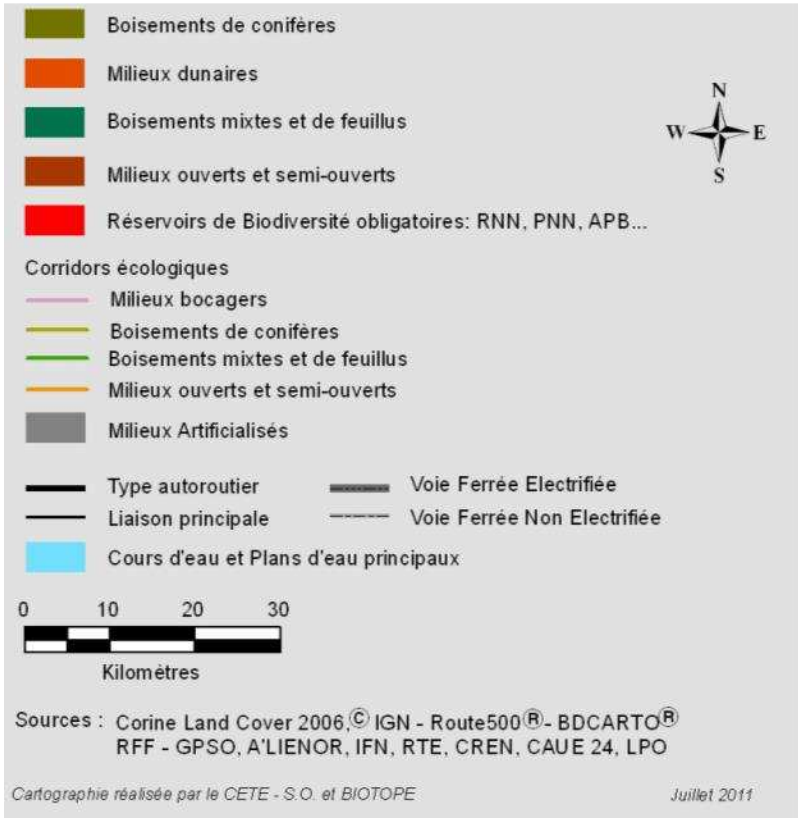 Boisements de conifères
Milieux dunaires
N
Boisements mixtes et de feuillus
W E
Milieux ouverts et semi-ouverts
S
Réservoirs de Biodiversité obligatoires: RNN, PNN, APB...
Corridors écologiques
Milieux bocagers
Boisements de conifères
Boisements mixtes et de feuillus
Milieux ouverts et semi-ouverts
Milieux Artificialisés
Type autoroutier Voie Ferrée Electrifiée
Liaison principale Voie Ferrée Non Electrifiée
Cours d'eau et Plans d'eau principaux
0 10 20 30
Kilomètres
Sources : Corine Land Cover 2006,© IGN - Route500®- BDCARTO®
RFF - GPSO, A'LIENOR, IFN, RTE, CREN, CAUE 24, LPO
Cartographie réalisée par le CETE - S.O. et BIOTOPE Juillet 2011